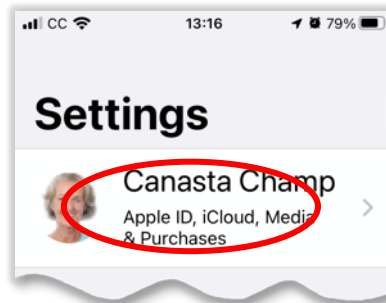 CC 13:16 79%
Settings
Canasta Champ
Apple ID, iCloud, Media
& Purchases